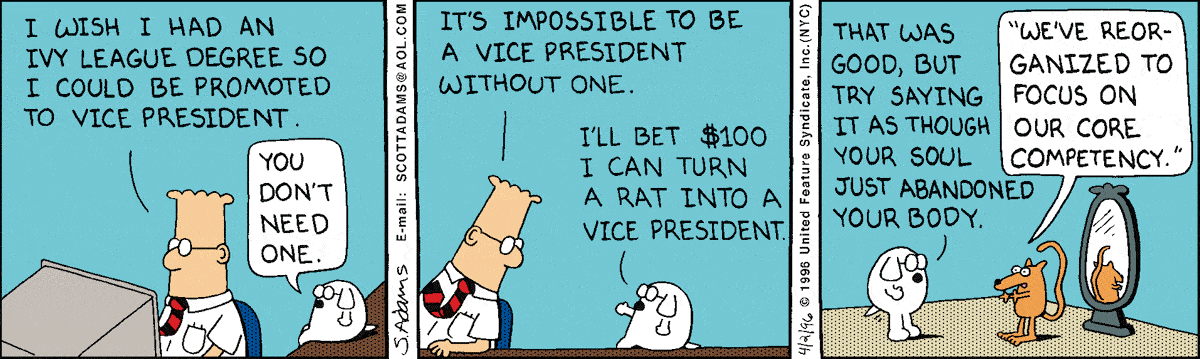 I WISH I HAD AN
IVY LEAGUE DEGREE SO
I COULD BE PROMOTED
TO VICE PRESIDENT.
YOU
DON'T
NEED
ONE.
S.Adams E-mail: SCOTTADAMS@AOL.COM
IT'S IMPOSSIBLE TO BE
A VICE PRESIDENT
WITHOUT ONE.
I'LL BET $100
I CAN TURN
A RAT INTO A
VICE PRESIDENT.
4/2/96 © 1996 United Feature Syndicate, Inc.(NYC)
THAT WAS
GOOD, BUT
TRY SAYING
IT AS THOUGH
YOUR SOUL
JUST ABANDONED
YOUR BODY.
"WE'VE REOR-
GANIZED TO
FOCUS ON
OUR CORE
COMPETENCY."